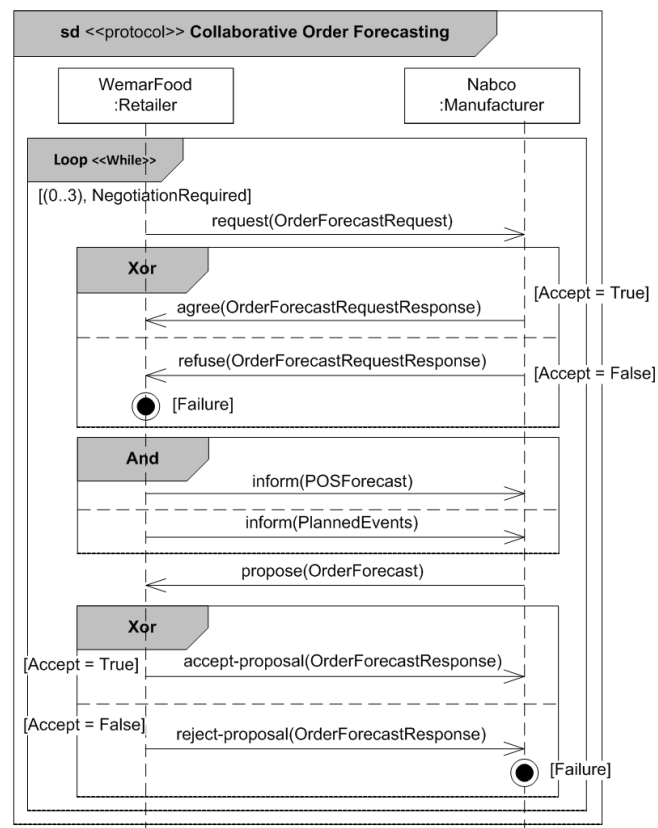 sd <<protocol>> Collaborative Order Forecasting
WemarFood
:Retailer
Nabco
:Manufacturer
Loop <<While>>
[(0..3), NegotiationRequired]
request(OrderForecastRequest)
Xor
[Accept = True]
agree(OrderForecastRequestResponse)
refuse(OrderForecastRequestResponse)
[Accept = False]
[Failure]
And
inform(POSForecast)
inform(PlannedEvents)
propose(OrderForecast)
Xor
[Accept = True]
accept-proposal(OrderForecastResponse)
[Accept = False]
reject-proposal(OrderForecastResponse)
[Failure]